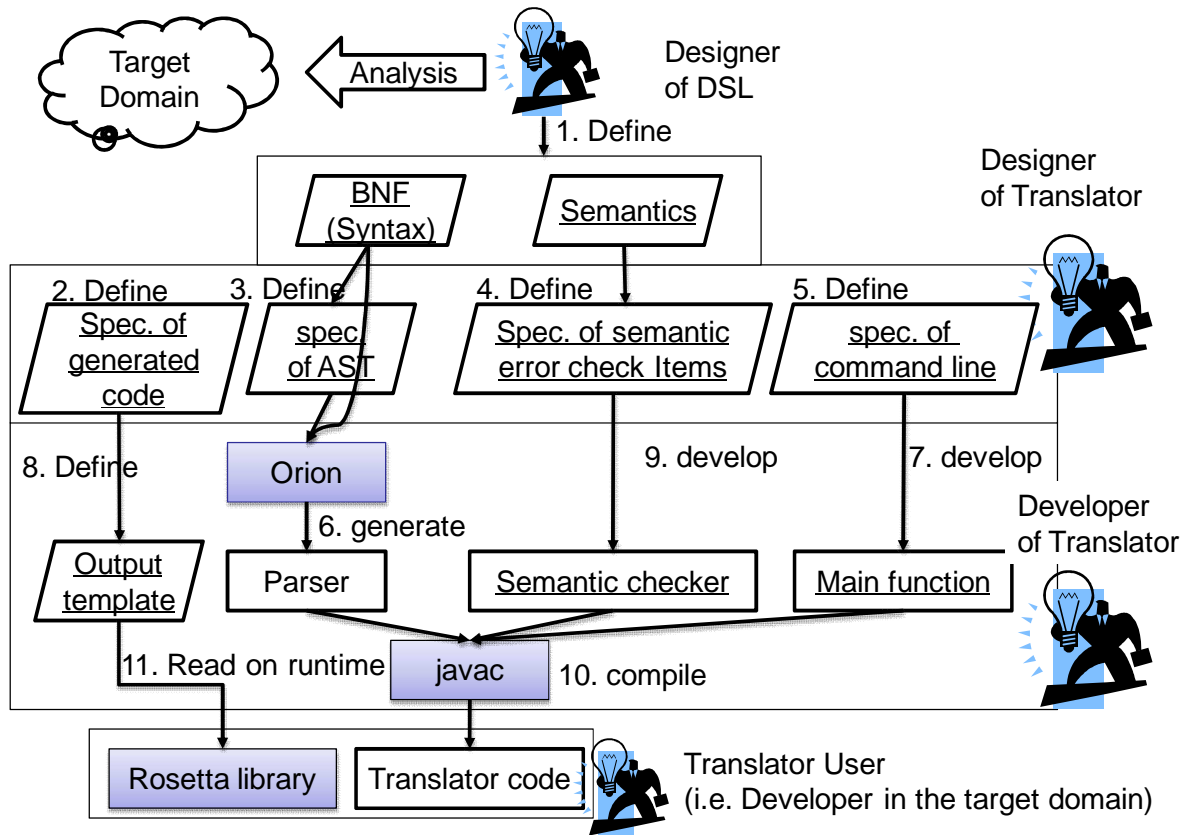 Target
Domain
Analysis
Designer
of DSL
1. Define
Designer
of Translator
BNF
(Syntax)
Semantics
2. Define
3. Define
4. Define
5. Define
Spec. of
generated
code
spec.
of AST
Spec. of semantic
error check Items
spec. of
command line
8. Define
Orion
9. develop
7. develop
6. generate
Developer
of Translator
Output
template
Parser
Semantic checker
Main function
11. Read on runtime
javac
10. compile
Rosetta library
Translator code
Translator User
(i.e. Developer in the target domain)